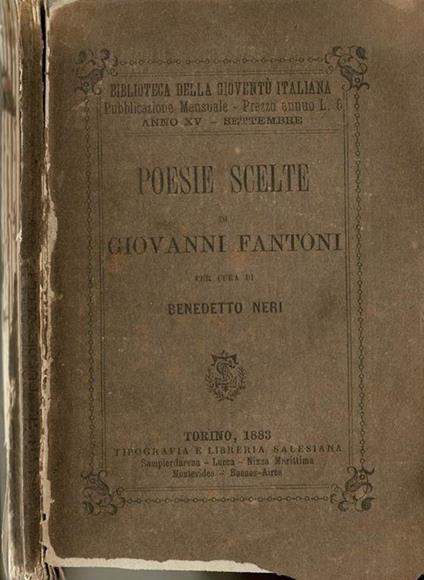 BIBLIOTECA DELLA GIOVENTÙ ITALIANA
Pubblicazione Mensuale - Prezzo annuo L. 6
ANNO XV - SETTEMBRE
POESIE SCELTE
DI
GIOVANNI FANTONI
PER CURA DI
BENEDETTO NERI
TORINO, 1883
TIPOGRAFIA E LIBRERIA SALESIANA
Sampierdarena - Lucca - Nizza Marittima
Montevideo - Buenos-Aires